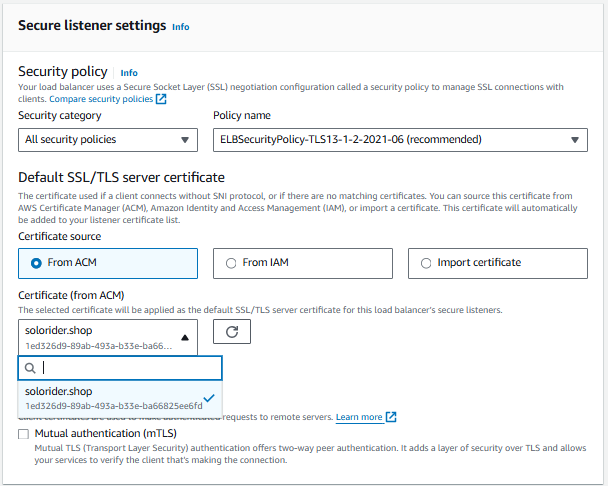 Secure listener settings Info
Security policy Info
Your load balancer uses a Secure Socket Layer (SSL) negotiation configuration called a security policy to manage SSL connections with
clients. Compare security policies
Security category
Policy name
All security policies
ELBSecurityPolicy-TLS13-1-2-2021-06 (recommended)
Default SSL/TLS server certificate
The certificate used if a client connects without SNI protocol, or if there are no matching certificates. You can source this certificate from
AWS Certificate Manager (ACM), Amazon Identity and Access Management (IAM), or import a certificate. This certificate will automatically
be added to your listener certificate list.
Certificate source
From ACM
From IAM
Import certificate
Certificate (from ACM)
The selected certificate will be applied as the default SSL/TLS server certificate for this load balancer's secure listeners.
solorider.shop
1ed326d9-89ab-493a-b33e-ba66...
solorider.shop
1ed326d9-89ab-493a-b33e-ba66825ee6fd
Client certificates are used to make authenticated requests to remote servers. Learn more
Mutual authentication (mTLS)
Mutual TLS (Transport Layer Security) authentication offers two-way peer authentication. It adds a layer of security over TLS and allows
your services to verify the client that's making the connection.